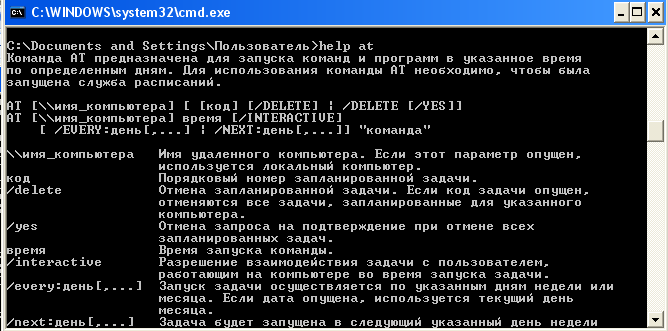 C:\WINDOWS\system32\cmd.exe
C:\Documents and Settings\Пользователь>help at
Команда AT предназначена для запуска команд и программ в указанное время
по определенным дням. Для использования команды AT необходимо, чтобы была
запущена служба расписаний.
AT [\\имя_компьютера] [ [код] [/DELETE] ¦ /DELETE [/YES]]
AT [\\имя_компьютера] время [/INTERACTIVE]
[ /EVERY:день[,...] ¦ /NEXT:день[,...]] "команда"
\\имя_компьютера Имя удаленного компьютера. Если этот параметр опущен,
используется локальный компьютер.
код Порядковый номер запланированной задачи.
/delete Отмена запланированной задачи. Если код задачи опущен,
отменяются все задачи, запланированные для указанного
компьютера.
/yes Отмена запроса на подтверждение при отмене всех
запланированных задач.
время Время запуска команды.
/interactive Разрешение взаимодействия задачи с пользователем,
работающим на компьютере во время запуска задачи.
/every:день[,...] Запуск задачи осуществляется по указанным дням недели или
месяца. Если дата опущена, используется текущий день
месяца.
/next:день[,...] Задача будет запущена в следующий указанный день недели